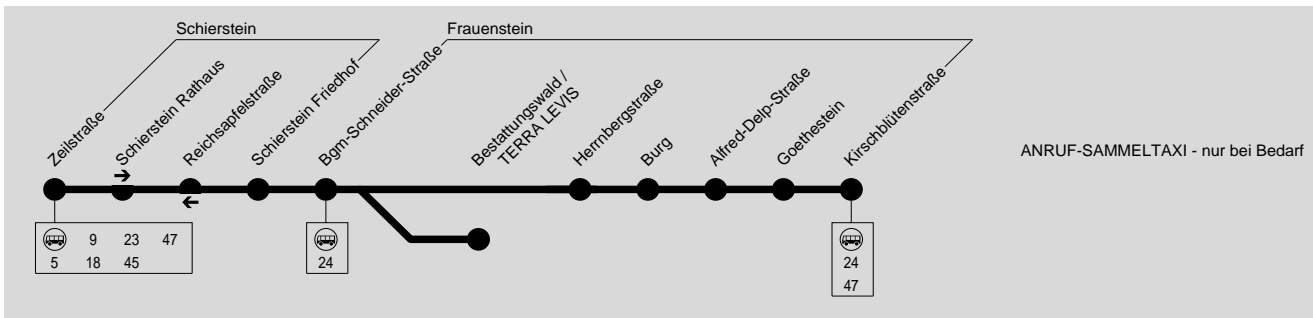 Schierstein
Frauenstein
Zeilstraße
Schierstein Rathaus
Reichsapfelstraße
Schierstein Friedhof
Bgm-Schneider-Straße
Bestattungswald /
TERRA LEVIS
Herrnbergstraße
Burg
Alfred-Delp-Straße
Goethestein
Kirschblütenstraße
ANRUF-SAMMELTAXI - nur bei Bedarf
9 23 47
5 18 45
24
24
47